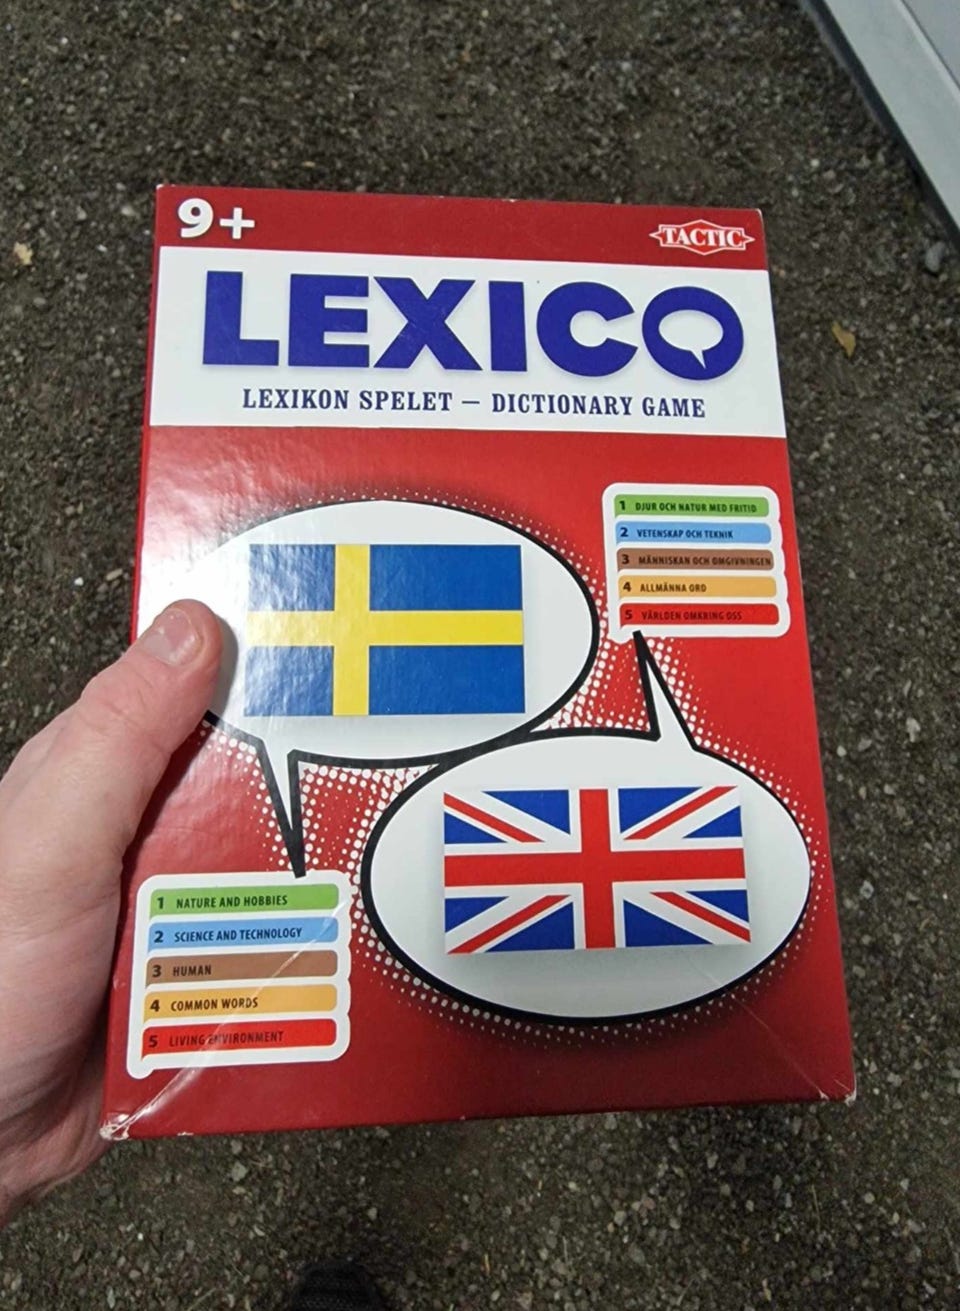 9+
TACTIC
LEXICO
LEXIKON SPELET – DICTIONARY GAME
1 DJUR OCH NATUR MED FRITID
2 VETENSKAP OCH TEKNIK
3 MÄNNISKAN OCH OMGIVNINGEN
4 ALLMÄNNA ORD
5 VÄRLDEN OMKRING OSS
1 NATURE AND HOBBIES
2 SCIENCE AND TECHNOLOGY
3 HUMAN
4 COMMON WORDS
5 LIVING ENVIRONMENT